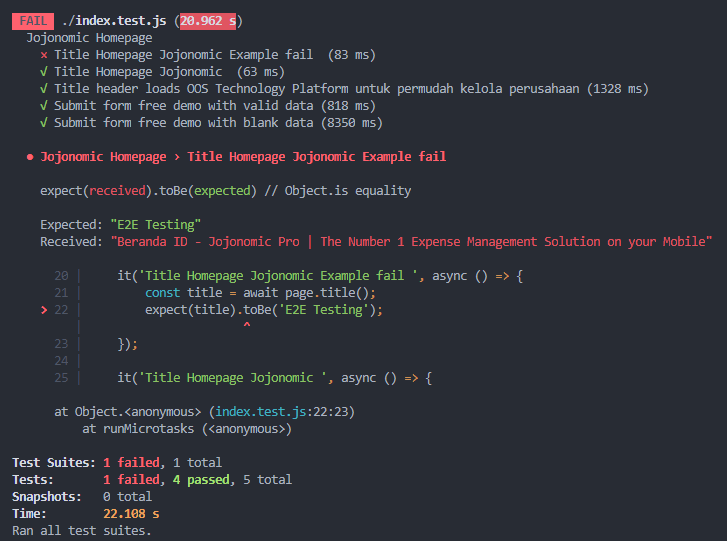 FAIL ./index.test.js (20.962 s)
Jojonomic Homepage
× Title Homepage Jojonomic Example fail (83 ms)
√ Title Homepage Jojonomic (63 ms)
√ Title header loads OOS Technology Platform untuk permudah kelola perusahaan (1328 ms)
√ Submit form free demo with valid data (818 ms)
√ Submit form free demo with blank data (8350 ms)
● Jojonomic Homepage › Title Homepage Jojonomic Example fail
expect(received).toBe(expected) // Object.is equality
Expected: "E2E Testing"
Received: "Beranda ID - Jojonomic Pro | The Number 1 Expense Management Solution on your Mobile"
20 | it('Title Homepage Jojonomic Example fail ', async () => {
21 | const title = await page.title();
> 22 | expect(title).toBe('E2E Testing');
| ^
23 | });
24 |
25 | it('Title Homepage Jojonomic ', async () => {
at Object.<anonymous> (index.test.js:22:23)
at runMicrotasks (<anonymous>)
Test Suites: 1 failed, 1 total
Tests: 1 failed, 4 passed, 5 total
Snapshots: 0 total
Time: 22.108 s
Ran all test suites.